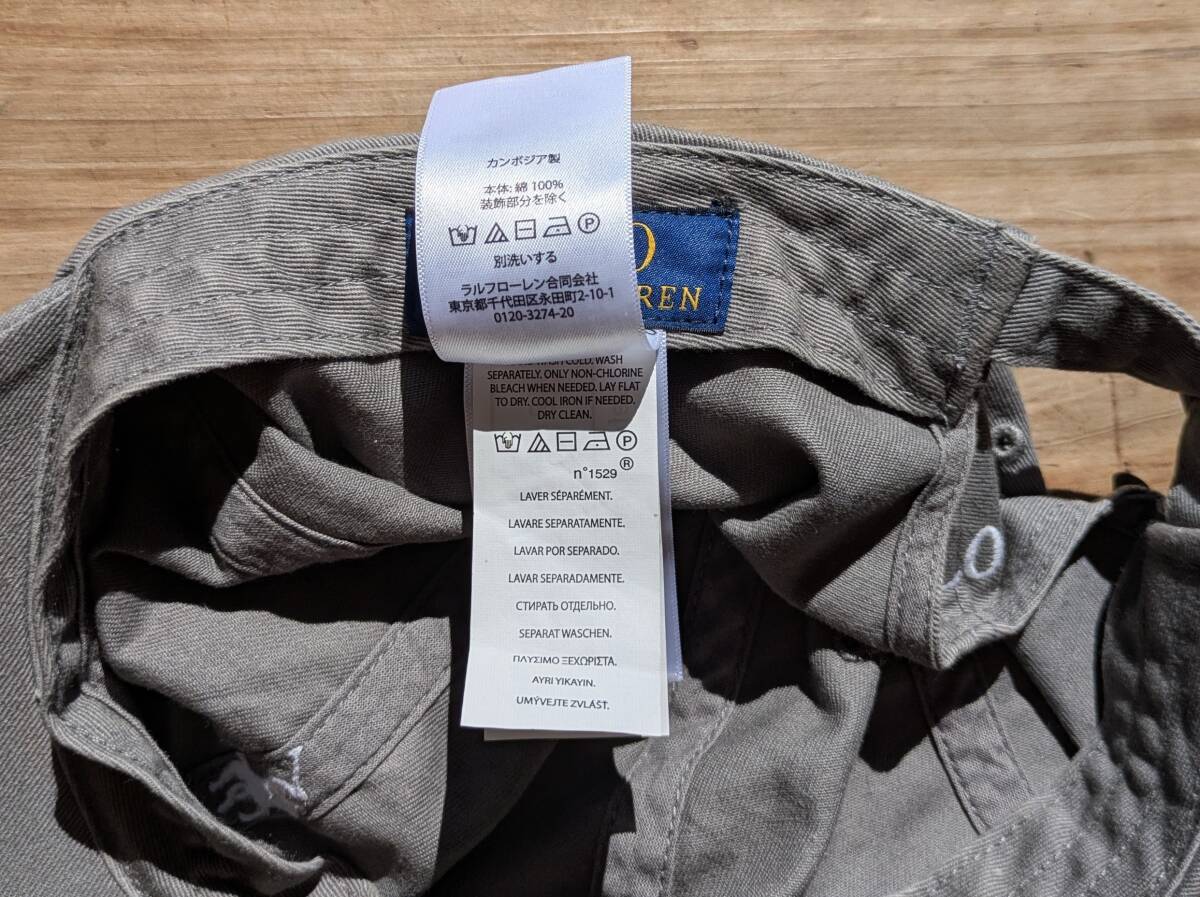 カンボジア製
本体: 綿 100%
装飾部分を除く
別洗いする
ラルフローレン合同会社
東京都千代田区永田町2-10-1
0120-3274-20
O
REN
WASH COLD. WASH
SEPARATELY. ONLY NON-CHLORINE
BLEACH WHEN NEEDED. LAY FLAT
TO DRY. COOL IRON IF NEEDED.
DRY CLEAN.
n°1529 ®
LAVER SÉPARÉMENT.
LAVARE SEPARATAMENTE.
LAVAR POR SEPARADO.
LAVAR SEPARADAMENTE.
СТИРАТЬ ОТДЕЛЬНО.
SEPARAT WASCHEN.
ΠΛΥΣΙΜΟ ΞΕΧΩΡΙΣΤΑ.
AYRI YIKAYIN.
UMÝVEJTE ZVLÁŠŤ.